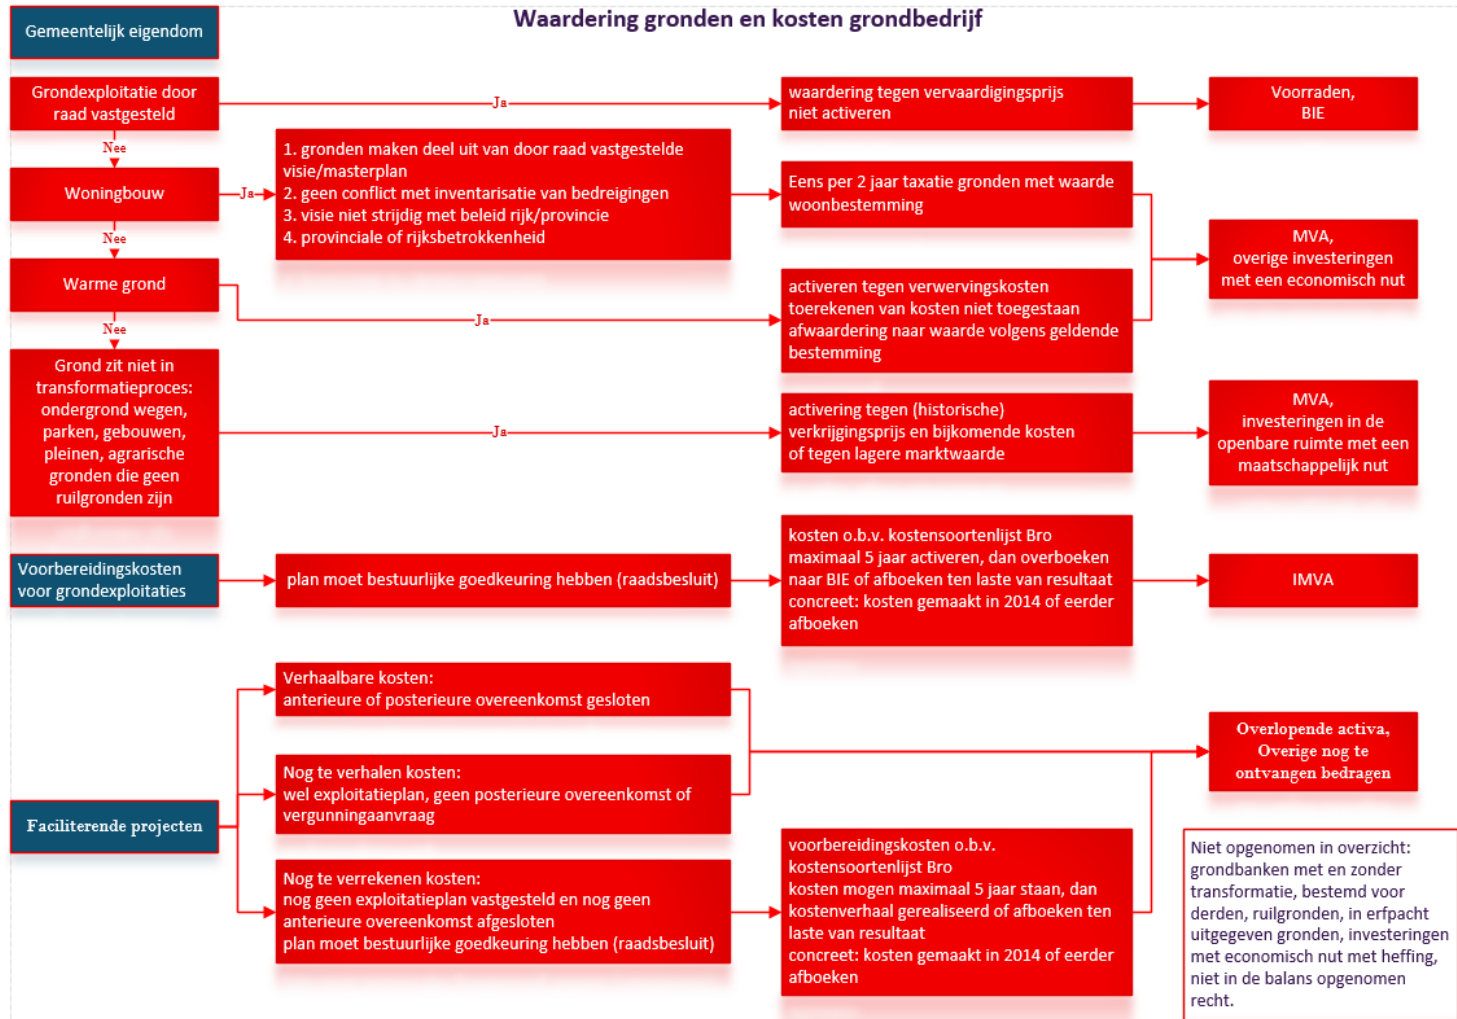 Waardering gronden en kosten grondbedrijf
Gemeentelijk eigendom
Grondexploitatie door
raad vastgesteld
Ja
waardering tegen vervaardigingsprijs
niet activeren
Voorraden,
BIE
Nee
Woningbouw
Ja
1. gronden maken deel uit van door raad vastgestelde
visie/masterplan
2. geen conflict met inventarisatie van bedreigingen
3. visie niet strijdig met beleid rijk/provincie
4. provinciale of rijksbetrokkenheid
Eens per 2 jaar taxatie gronden met waarde
woonbestemming
MVA,
overige investeringen
met een economisch nut
Nee
Warme grond
Ja
activeren tegen verwervingskosten
toerekenen van kosten niet toegestaan
afwaardering naar waarde volgens geldende
bestemming
Nee
Grond zit niet in
transformatieproces:
ondergrond wegen,
parken, gebouwen,
pleinen, agrarische
gronden die geen
ruilgronden zijn
Ja
activering tegen (historische)
verkrijgingsprijs en bijkomende kosten
of tegen lagere marktwaarde
MVA,
investeringen in de
openbare ruimte met een
maatschappelijk nut
Voorbereidingskosten
voor grondexploitaties
plan moet bestuurlijke goedkeuring hebben (raadsbesluit)
kosten o.b.v. kostensoortenlijst Bro
maximaal 5 jaar activeren, dan overboeken
naar BIE of afboeken ten laste van resultaat
concreet: kosten gemaakt in 2014 of eerder
afboeken
IMVA
Faciliterende projecten
Verhaalbare kosten:
anterieure of posterieure overeenkomst gesloten
Nog te verhalen kosten:
wel exploitatieplan, geen posterieure overeenkomst of
vergunningaanvraag
Nog te verrekenen kosten:
nog geen exploitatieplan vastgesteld en nog geen
anterieure overeenkomst afgesloten
plan moet bestuurlijke goedkeuring hebben (raadsbesluit)
voorbereidingskosten o.b.v.
kostensoortenlijst Bro
kosten mogen maximaal 5 jaar staan, dan
kostenverhaal gerealiseerd of afboeken ten
laste van resultaat
concreet: kosten gemaakt in 2014 of eerder
afboeken
Overlopende activa,
Overige nog te
ontvangen bedragen
Niet opgenomen in overzicht:
grondbanken met en zonder
transformatie, bestemd voor
derden, ruilgronden, in erfpacht
uitgegeven gronden, investeringen
met economisch nut met heffing,
niet in de balans opgenomen
recht.